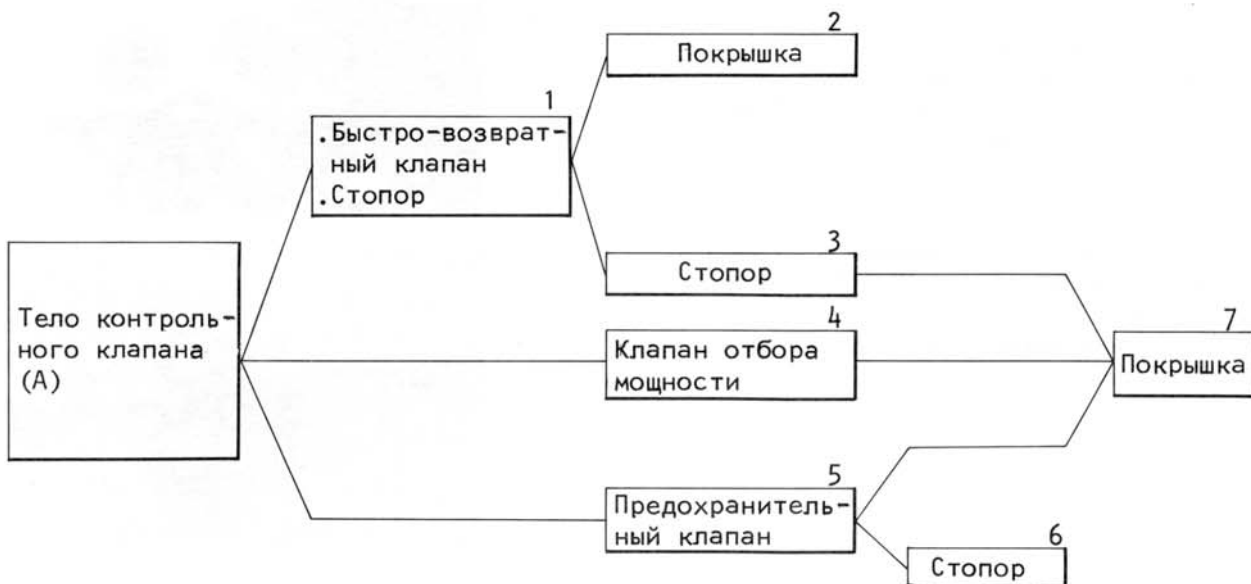 2
Покрышка
1
.Быстро-возврат-
ный клапан
.Стопор
3
Стопор
Тело контроль-
ного клапана
(А)
4
Клапан отбора
мощности
7
Покрышка
5
Предохранитель-
ный клапан
6
Стопор